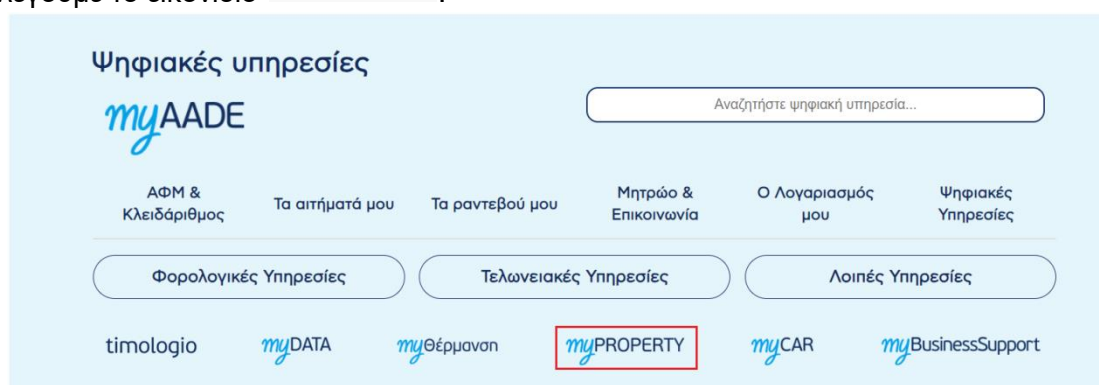 Ψηφιακές υπηρεσίες
myAADE
Αναζητήστε ψηφιακή υπηρεσία...
ΑΦΜ &
Κλειδάριθμος
Τα αιτήματά μου
Τα ραντεβού μου
Μητρώο &
Επικοινωνία
Ο Λογαριασμός
μου
Ψηφιακές
Υπηρεσίες
Φορολογικές Υπηρεσίες
Τελωνειακές Υπηρεσίες
Λοιπές Υπηρεσίες
timologio
myDATA
myΘέρμανση
myPROPERTY
myCAR
myBusinessSupport